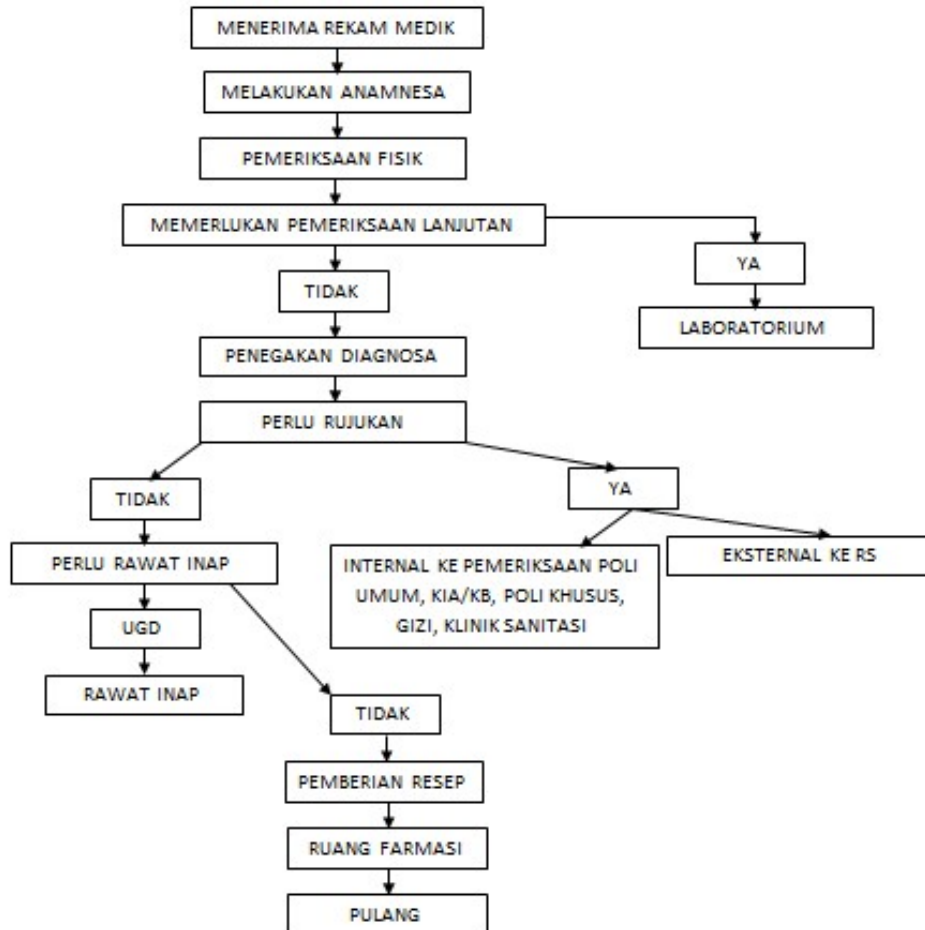 MENERIMA REKAM MEDIK
MELAKUKAN ANAMNESA
PEMERIKSAAN FISIK
MEMERLUKAN PEMERIKSAAN LANJUTAN
YA
TIDAK
LABORATORIUM
PENEGAKAN DIAGNOSA
PERLU RUJUKAN
TIDAK
YA
PERLU RAWAT INAP
INTERNAL KE PEMERIKSAAN POLI
UMUM, KIA/KB, POLI KHUSUS,
GIZI, KLINIK SANITASI
EKSTERNAL KE RS
UGD
RAWAT INAP
TIDAK
PEMBERIAN RESEP
RUANG FARMASI
PULANG